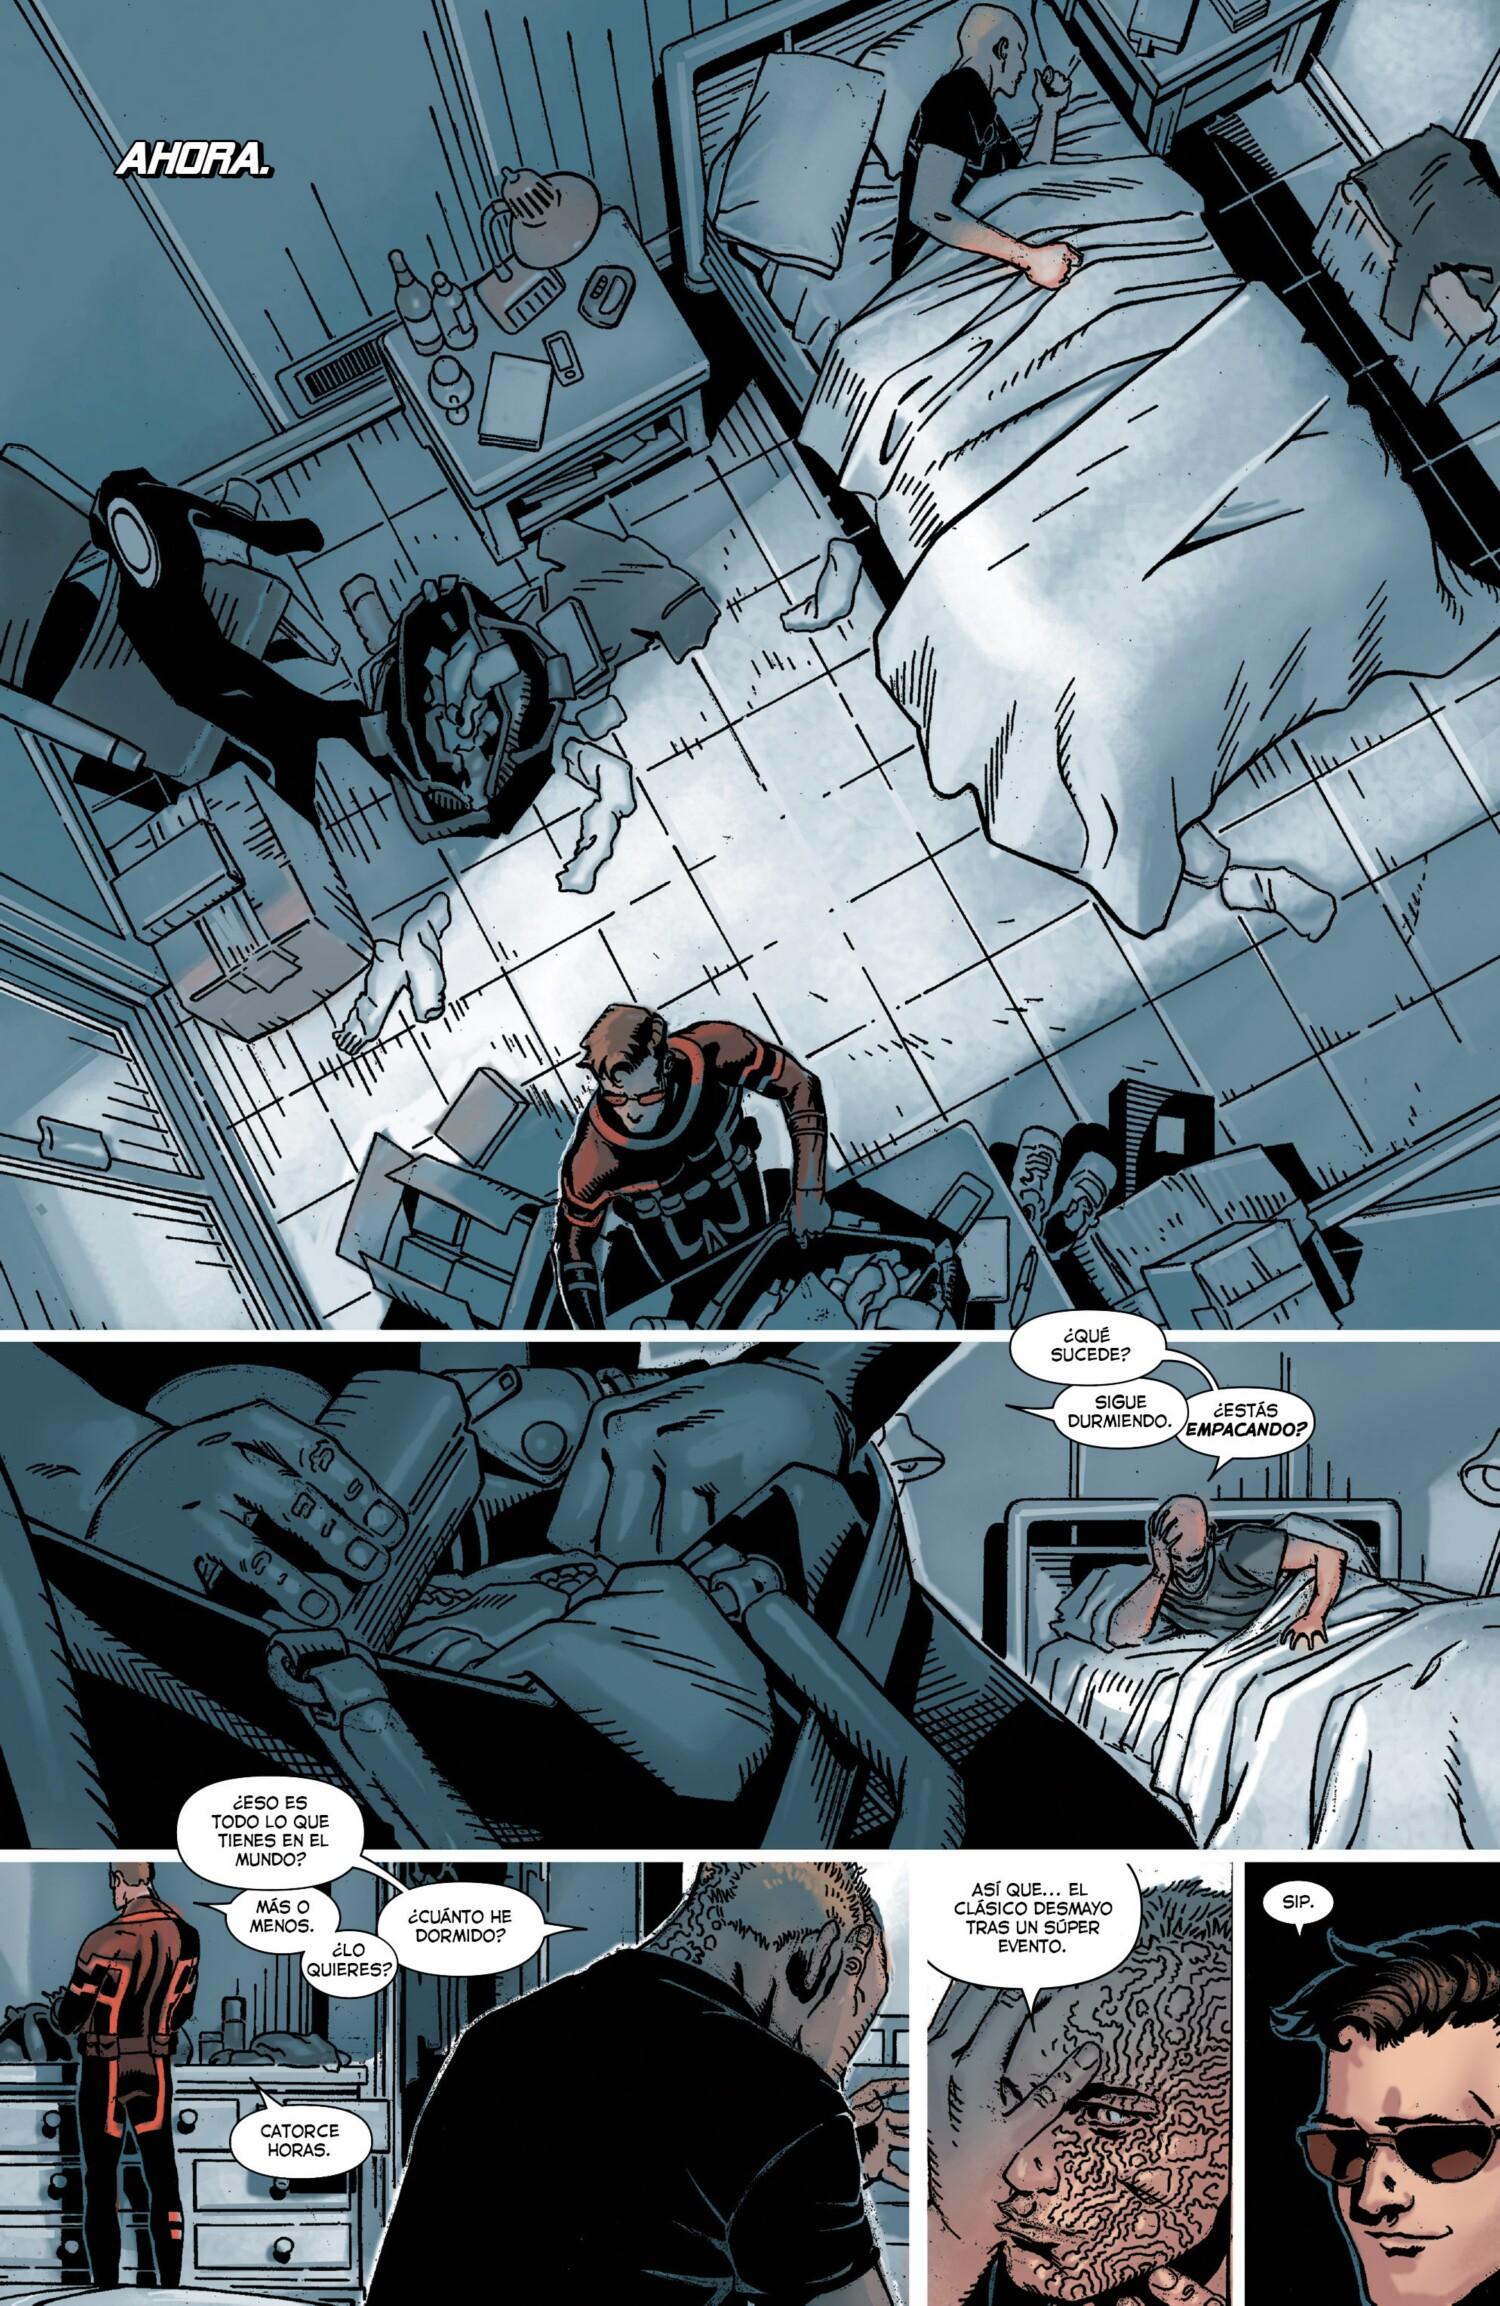 AHORA.
¿QUÉ
SUCEDE?
SIGUE
DURMIENDO.
¿ESTÁS
EMPACANDO?
¿ESO ES
TODO LO QUE
TIENES EN EL
MUNDO?
MÁS O
MENOS.
¿LO
QUIERES?
¿CUÁNTO HE
DORMIDO?
CATORCE
HORAS.
ASÍ QUE... EL
CLÁSICO DESMAYO
TRAS UN SÚPER
EVENTO.
SIP.